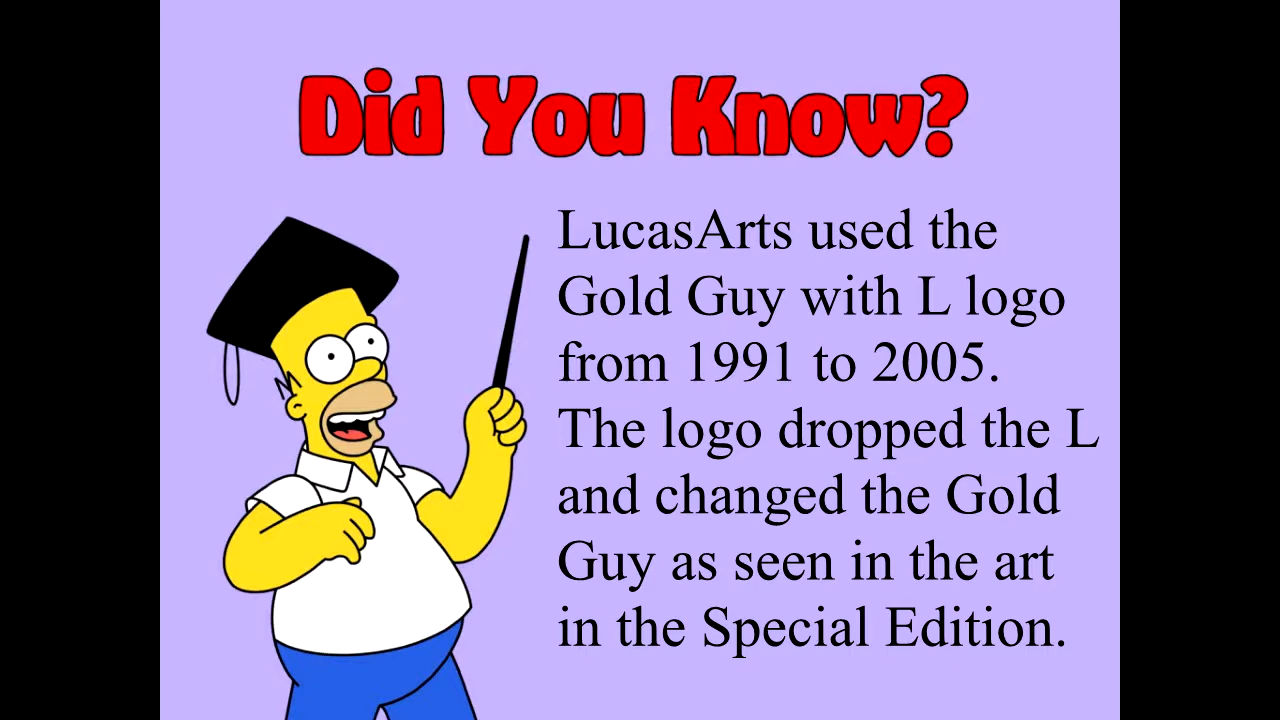 Did You Know?
LucasArts used the
Gold Guy with L logo
from 1991 to 2005.
The logo dropped the L
and changed the Gold
Guy as seen in the art
in the Special Edition.